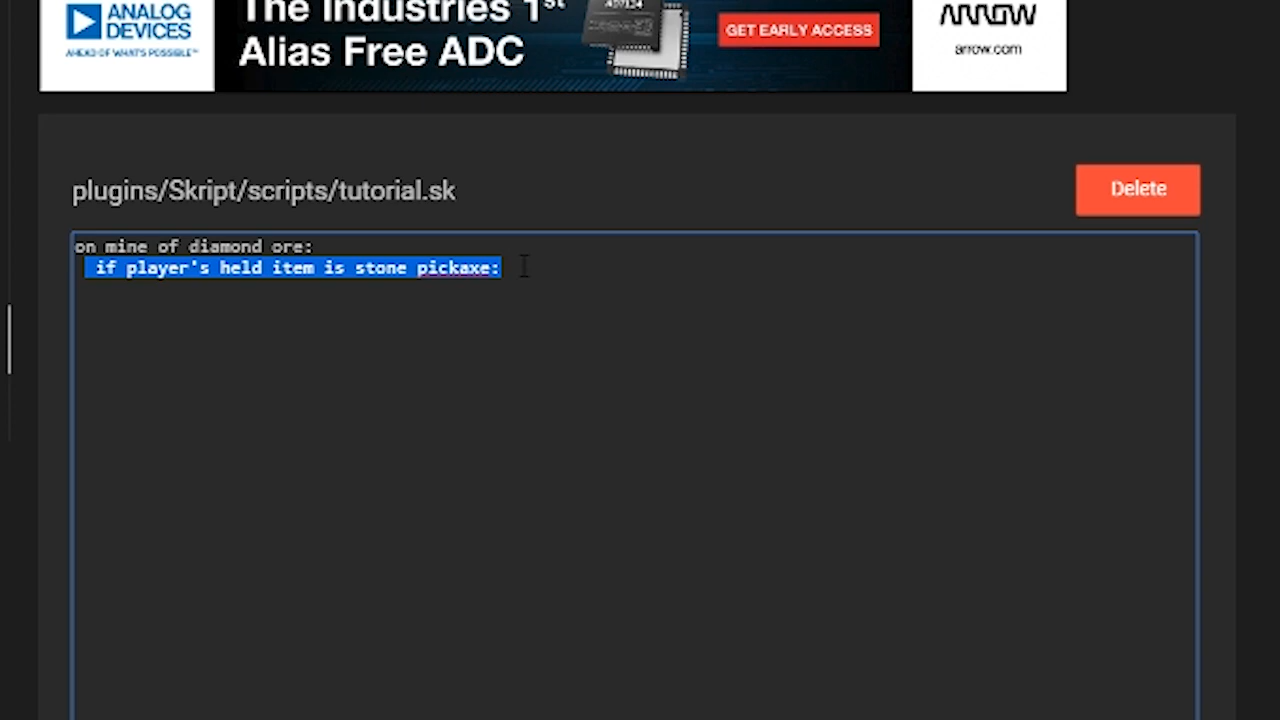 ANALOG
DEVICES
AHEAD OF WHAT'S POSSIBLE™
The Industries 1st
Alias Free ADC
AD7134
GET EARLY ACCESS
ARROW
arrow.com
plugins/Skript/scripts/tutorial.sk
Delete
on mine of diamond ore:
if player's held item is stone pickaxe: